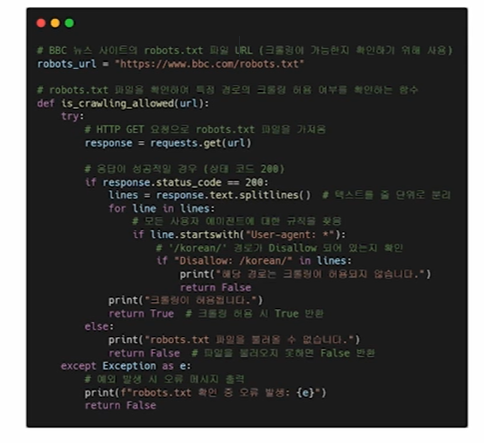 # BBC 뉴스 사이트의 robots.txt 파일 URL (크롤링이 가능한지 확인하기 위해 사용)
robots_url = "https://www.bbc.com/robots.txt"
# robots.txt 파일을 확인하여 특정 경로의 크롤링 허용 여부를 확인하는 함수
def is_crawling_allowed(url):
    try:
        # HTTP GET 요청으로 robots.txt 파일을 가져옴
        response = requests.get(url)
        # 응답이 성공적일 경우 (상태 코드 200)
        if response.status_code == 200:
            lines = response.text.splitlines()  # 텍스트를 줄 단위로 분리
            for line in lines:
                # 모든 사용자 에이전트에 대한 규칙을 찾음
                if line.startswith("User-agent: *"):
                    # '/korean/' 경로가 Disallow 되어 있는지 확인
                    if "Disallow: /korean/" in lines:
                        print("해당 경로는 크롤링이 허용되지 않습니다.")
                        return False
            print("크롤링이 허용됩니다.")
            return True  # 크롤링 허용 시 True 반환
        else:
            print("robots.txt 파일을 불러올 수 없습니다.")
            return False  # 파일을 불러오지 못하면 False 반환
    except Exception as e:
        # 예외 발생 시 오류 메시지 출력
        print(f"robots.txt 확인 중 오류 발생: {e}")
        return False